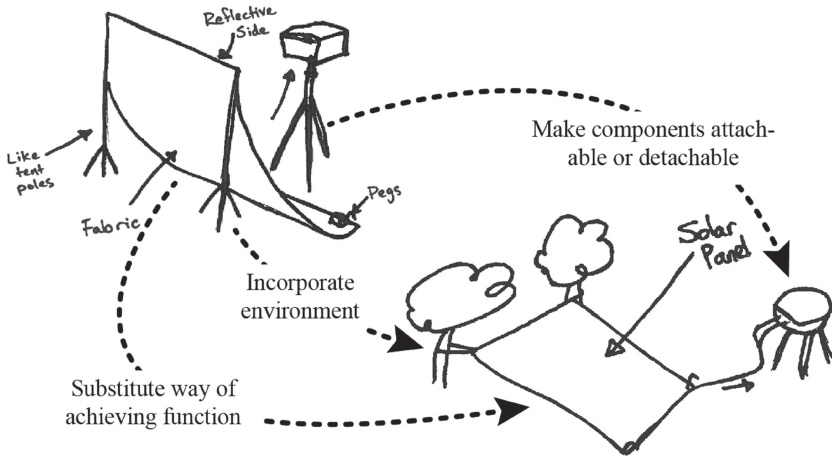 Reflective
Side
Like
tent
poles
Fabric
Pegs
Make components attach-
able or detachable
Incorporate
environment
Solar
Panel
Substitute way of
achieving function